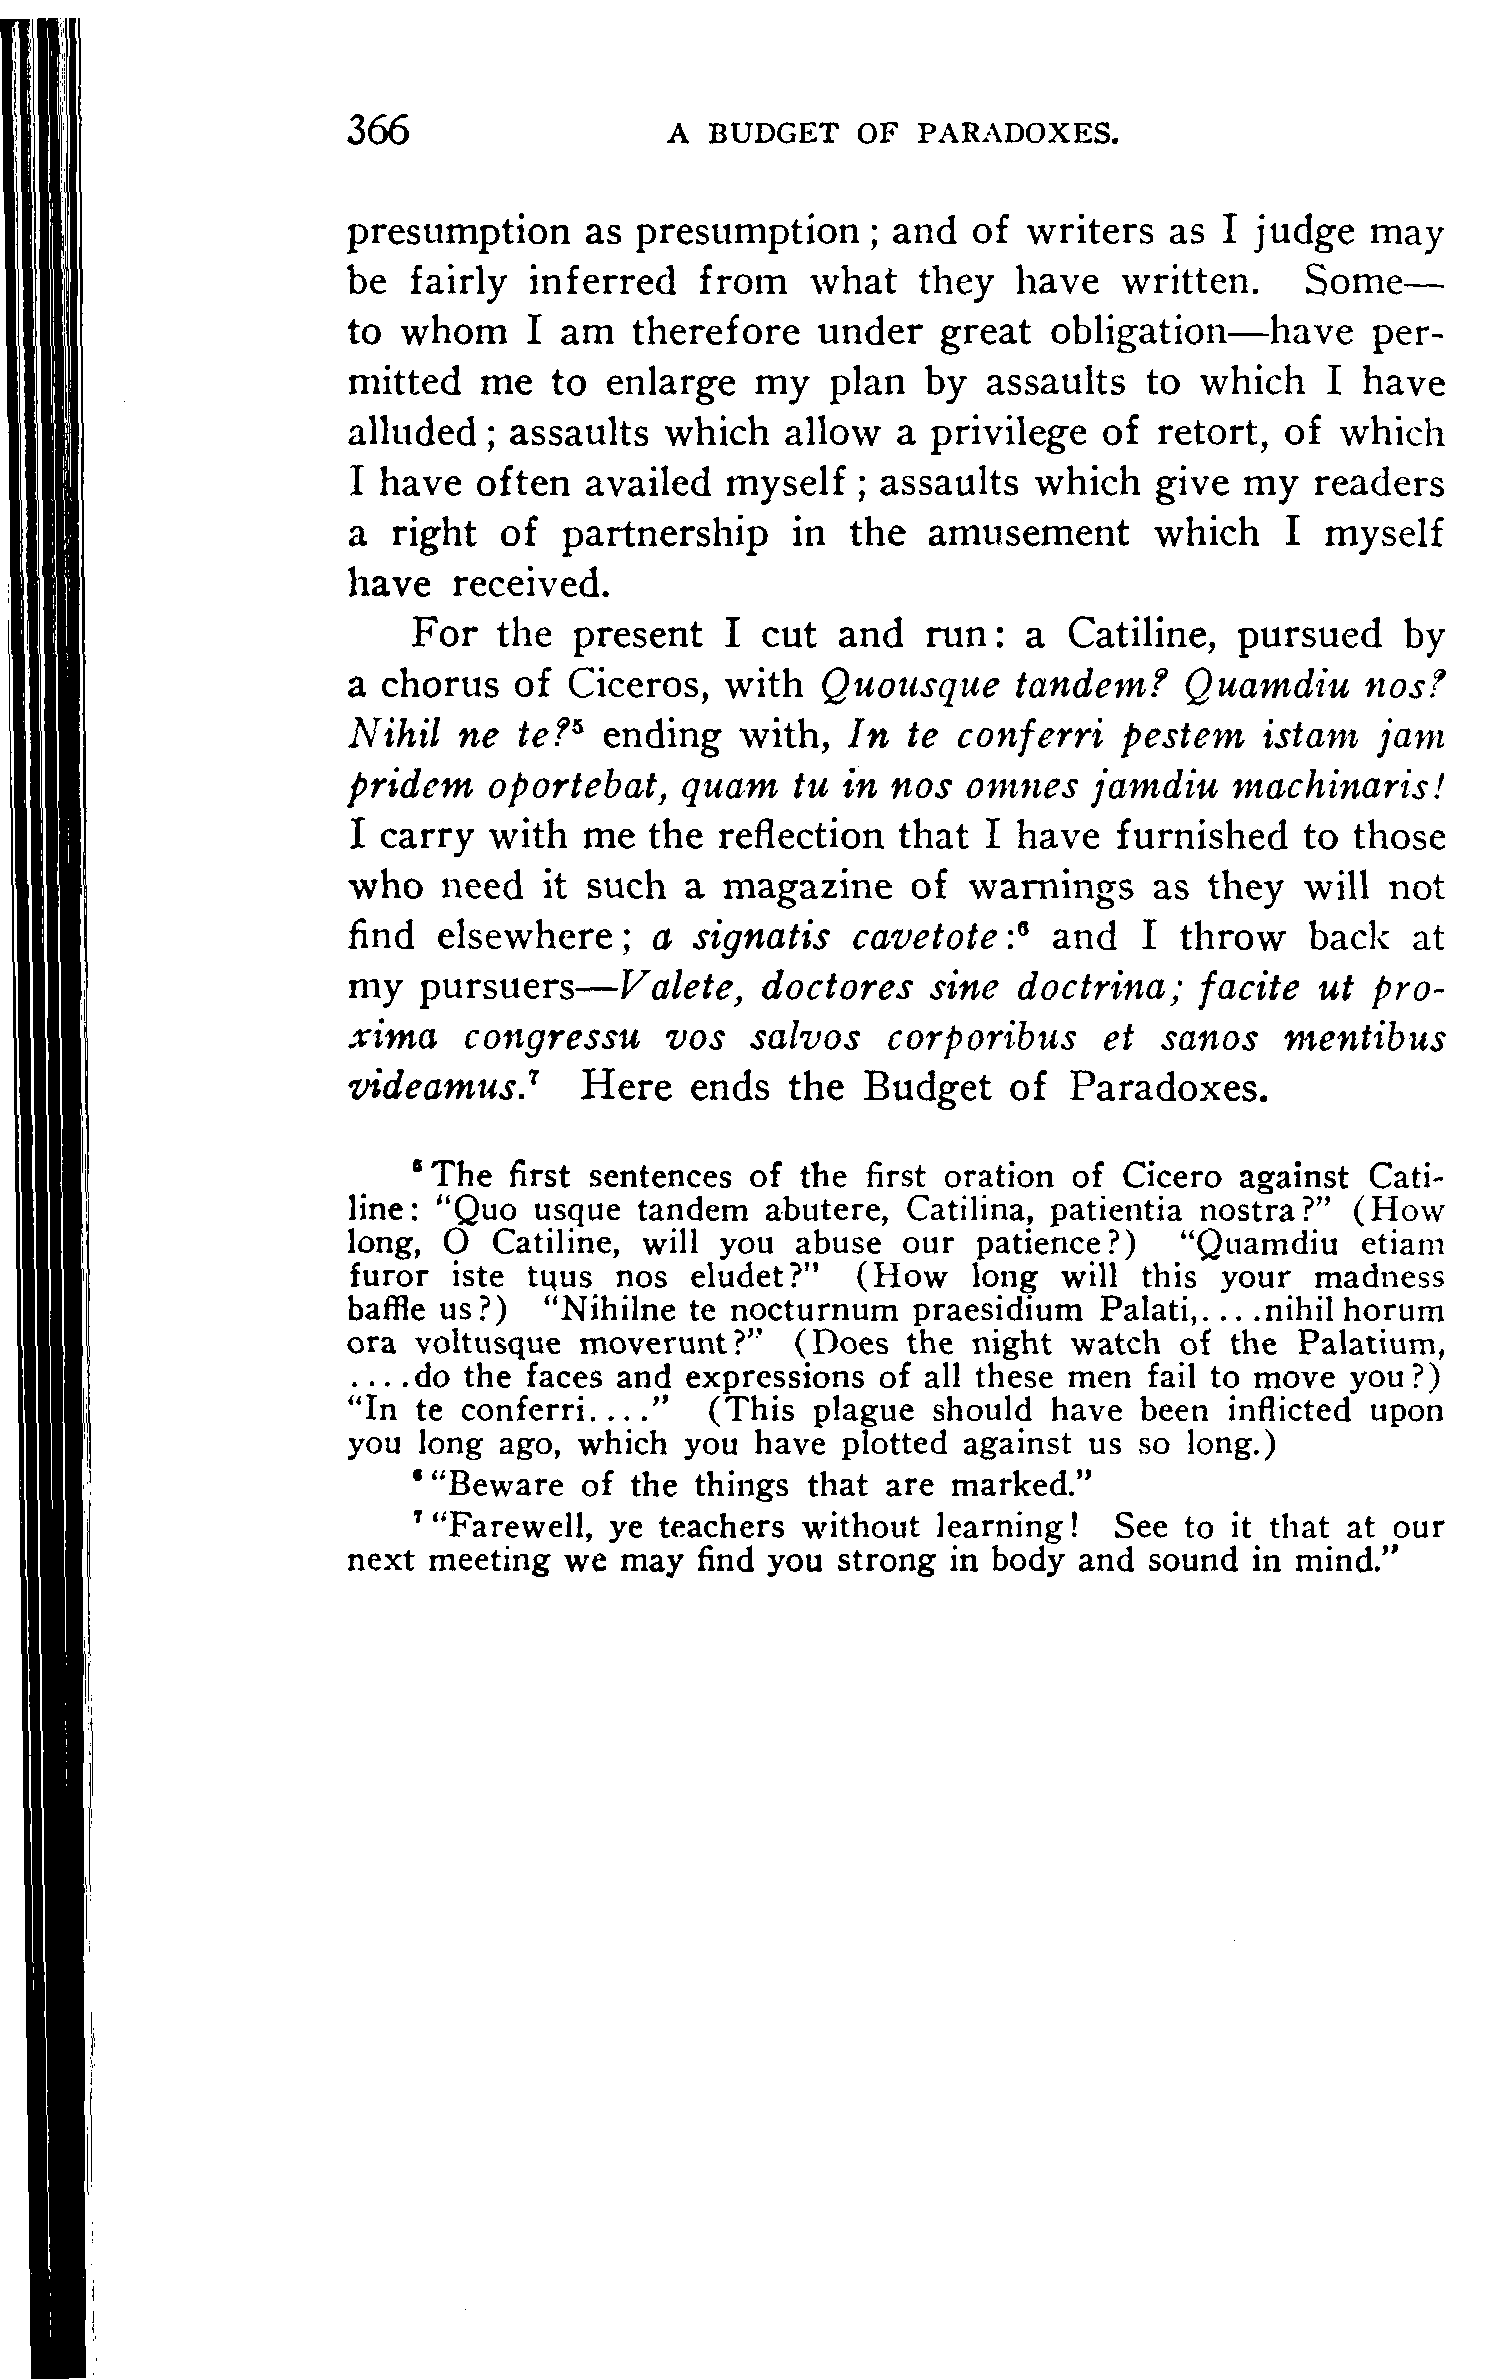 366 A BUDGET OF PARADOXES.
presumption as presumption; and of writers as I judge may
be fairly inferred from what they have written. Some—
to whom I am therefore under great obligation—have per-
mitted me to enlarge my plan by assaults to which I have
alluded; assaults which allow a privilege of retort, of which
I have often availed myself; assaults which give my readers
a right of partnership in the amusement which I myself
have received.
For the present I cut and run: a Catiline, pursued by
a chorus of Ciceros, with Quousque tandem? Quamdiu nos?
Nihil ne te?⁵ ending with, In te conferri pestem istam jam
pridem oportebat, quam tu in nos omnes jamdiu machinaris!
I carry with me the reflection that I have furnished to those
who need it such a magazine of warnings as they will not
find elsewhere; a signatis cavetote:⁶ and I throw back at
my pursuers—Valete, doctores sine doctrina; facite ut pro-
xima congressu vos salvos corporibus et sanos mentibus
videamus.⁷ Here ends the Budget of Paradoxes.
⁵ The first sentences of the first oration of Cicero against Cati-
line: "Quo usque tandem abutere, Catilina, patientia nostra?" (How
long, O Catiline, will you abuse our patience?) "Quamdiu etiam
furor iste tuus nos eludet?" (How long will this your madness
baffle us?) "Nihilne te nocturnum praesidium Palati,....nihil horum
ora voltusque moverunt?" (Does the night watch of the Palatium,
....do the faces and expressions of all these men fail to move you?)
"In te conferri...." (This plague should have been inflicted upon
you long ago, which you have plotted against us so long.)
⁶ "Beware of the things that are marked."
⁷ "Farewell, ye teachers without learning! See to it that at our
next meeting we may find you strong in body and sound in mind."